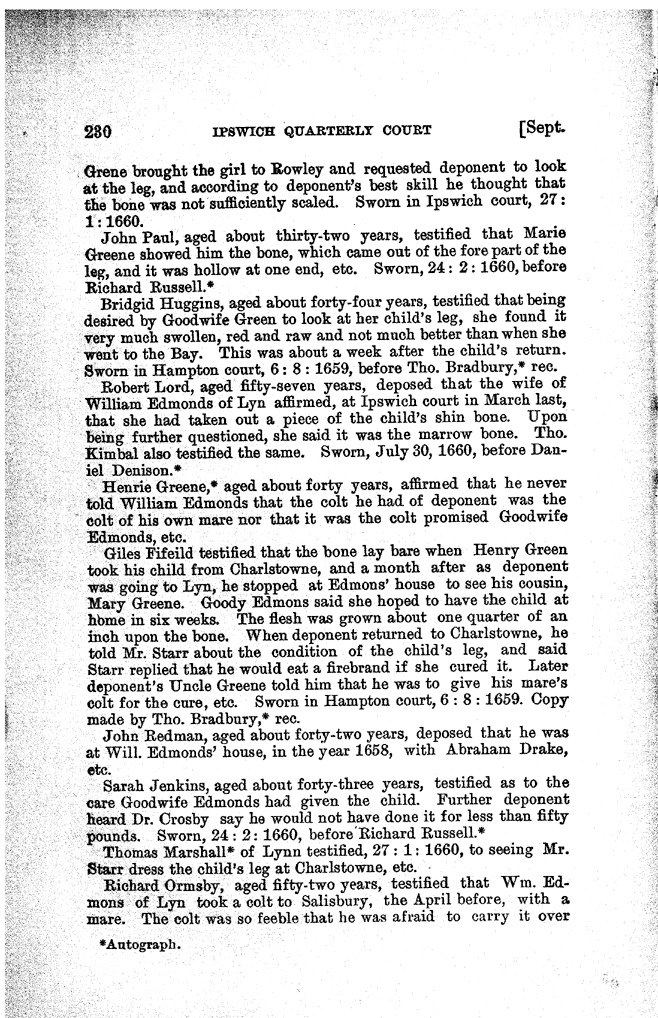 230 IPSWICH QUARTERLY COURT [Sept.
Grene brought the girl to Rowley and requested deponent to look
at the leg, and according to deponent's best skill he thought that
the bone was not sufficiently scaled. Sworn in Ipswich court, 27:
1: 1660.
John Paul, aged about thirty-two years, testified that Marie
Greene showed him the bone, which came out of the fore part of the
leg, and it was hollow at one end, etc. Sworn, 24: 2: 1660, before
Richard Russell.*
Bridgid Huggins, aged about forty-four years, testified that being
desired by Goodwife Green to look at her child's leg, she found it
very much swollen, red and raw and not much better than when she
went to the Bay. This was about a week after the child's return.
Sworn in Hampton court, 6: 8: 1659, before Tho. Bradbury,* rec.
Robert Lord, aged fifty-seven years, deposed that the wife of
William Edmonds of Lyn affirmed, at Ipswich court in March last,
that she had taken out a piece of the child's shin bone. Upon
being further questioned, she said it was the marrow bone. Tho.
Kimbal also testified the same. Sworn, July 30, 1660, before Dan-
iel Denison.*
Henrie Greene,* aged about forty years, affirmed that he never
told William Edmonds that the colt he had of deponent was the
colt of his own mare nor that it was the colt promised Goodwife
Edmonds, etc.
Giles Fifeild testified that the bone lay bare when Henry Green
took his child from Charlstowne, and a month after as deponent
was going to Lyn, he stopped at Edmons' house to see his cousin,
Mary Greene. Goody Edmons said she hoped to have the child at
home in six weeks. The flesh was grown about one quarter of an
inch upon the bone. When deponent returned to Charlstowne, he
told Mr. Starr about the condition of the child's leg, and said
Starr replied that he would eat a firebrand if she cured it. Later
deponent's Uncle Greene told him that he was to give his mare's
colt for the cure, etc. Sworn in Hampton court, 6: 8: 1659. Copy
made by Tho. Bradbury,* rec.
John Redman, aged about forty-two years, deposed that he was
at Will. Edmonds' house, in the year 1658, with Abraham Drake,
etc.
Sarah Jenkins, aged about forty-three years, testified as to the
care Goodwife Edmonds had given the child. Further deponent
heard Dr. Crosby say he would not have done it for less than fifty
pounds. Sworn, 24: 2: 1660, before Richard Russell.*
Thomas Marshall* of Lynn testified, 27: 1: 1660, to seeing Mr.
Starr dress the child's leg at Charlstowne, etc.
Richard Ormsby, aged fifty-two years, testified that Wm. Ed-
mons of Lyn took a colt to Salisbury, the April before, with a
mare. The colt was so feeble that he was afraid to carry it over
*Autograph.